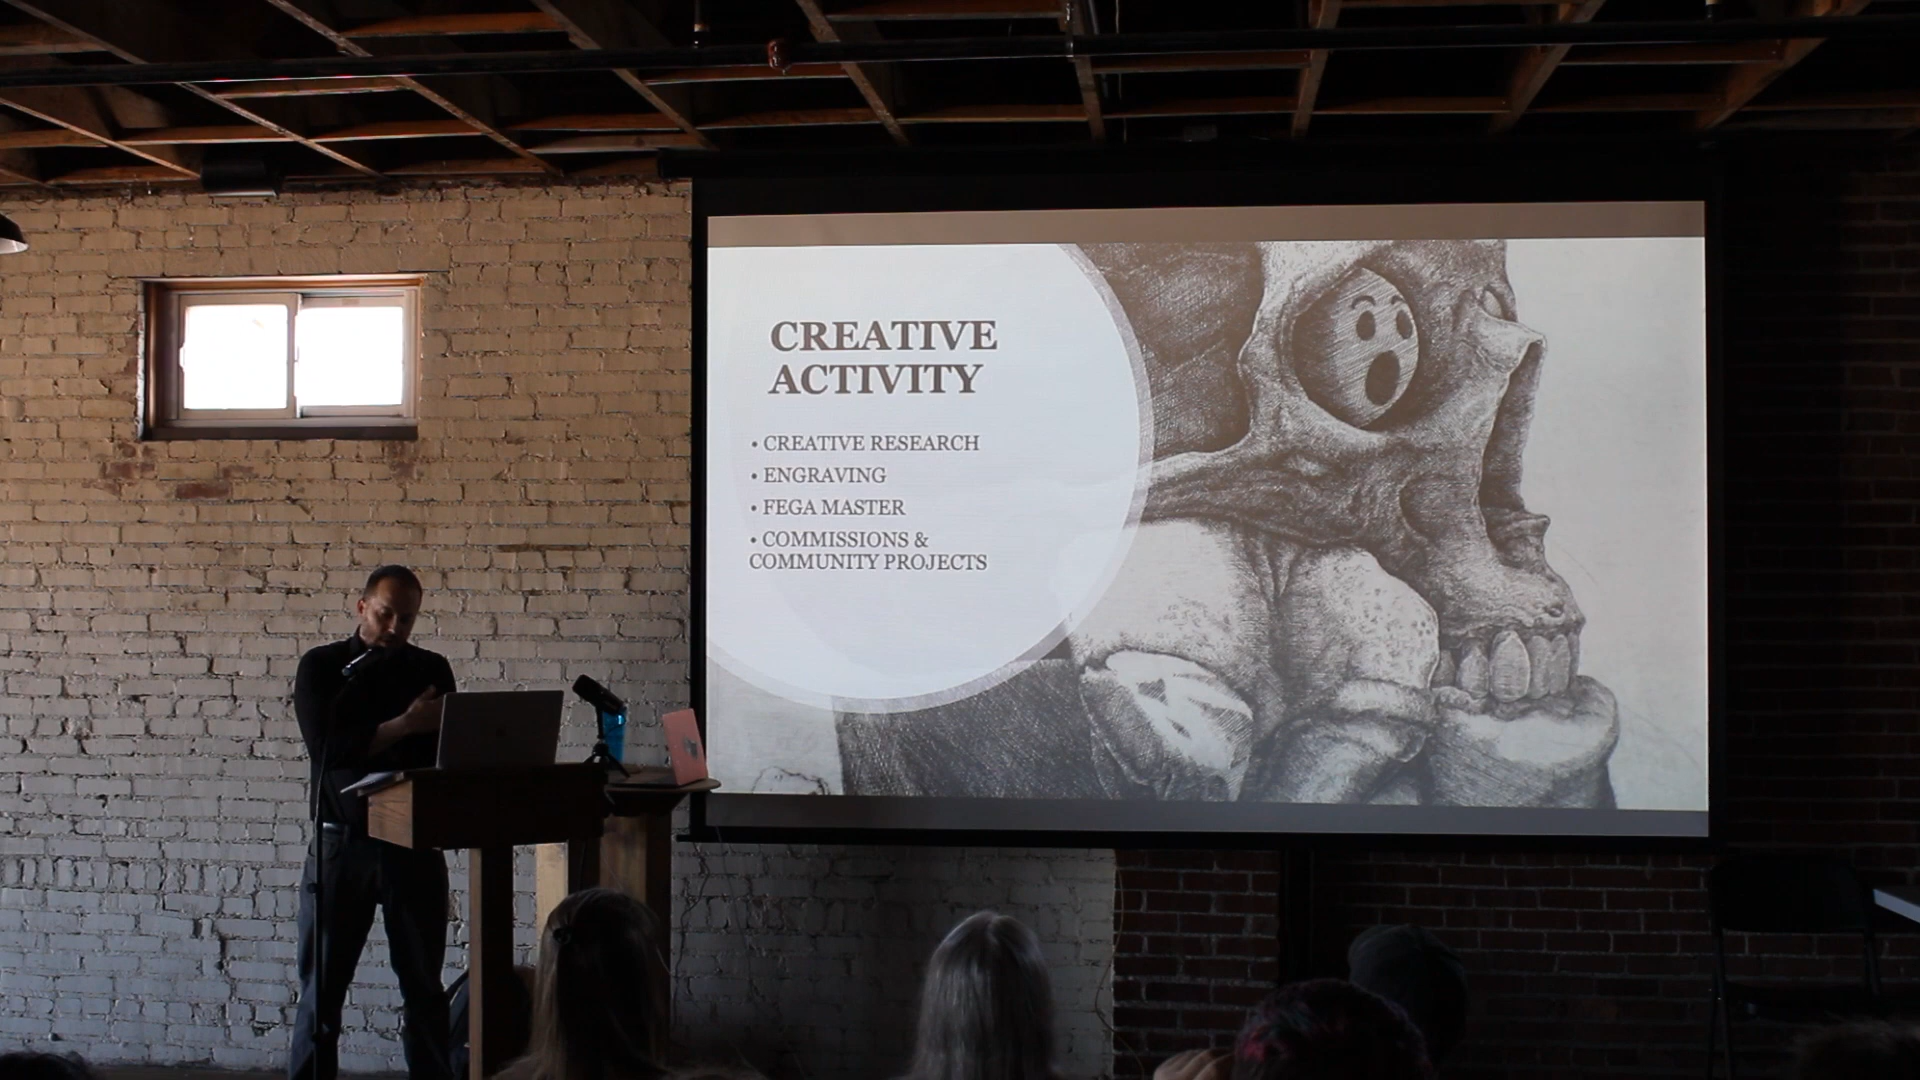 CREATIVE
ACTIVITY
• CREATIVE RESEARCH
• ENGRAVING
• FEGA MASTER
• COMMISSIONS &
COMMUNITY PROJECTS